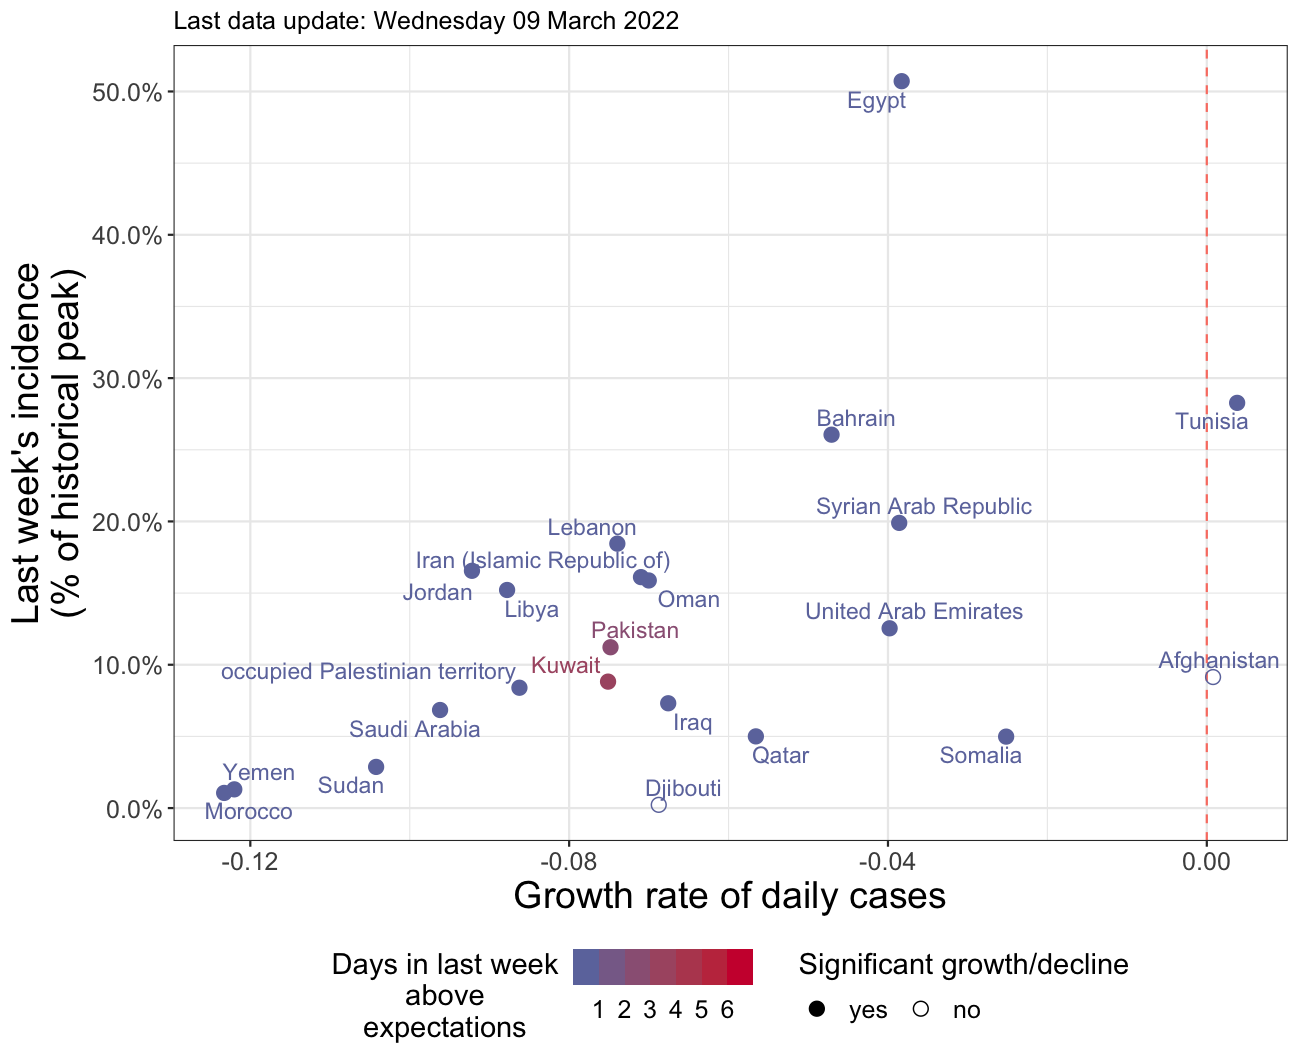 Last data update: Wednesday 09 March 2022
50.0%
Egypt
40.0%
30.0%
Tunisia
Bahrain
Syrian Arab Republic
20.0%
Lebanon
Iran (Islamic Republic of)
Jordan
Libya
Oman
United Arab Emirates
Pakistan
10.0%
Kuwait
Afghanistan
occupied Palestinian territory
Saudi Arabia
Iraq
Qatar
Somalia
Yemen
Sudan
Djibouti
0.0%
Morocco
Last week's incidence
(% of historical peak)
-0.12 -0.08 -0.04 0.00
Growth rate of daily cases
Days in last week
above
expectations
1 2 3 4 5 6
Significant growth/decline
yes no